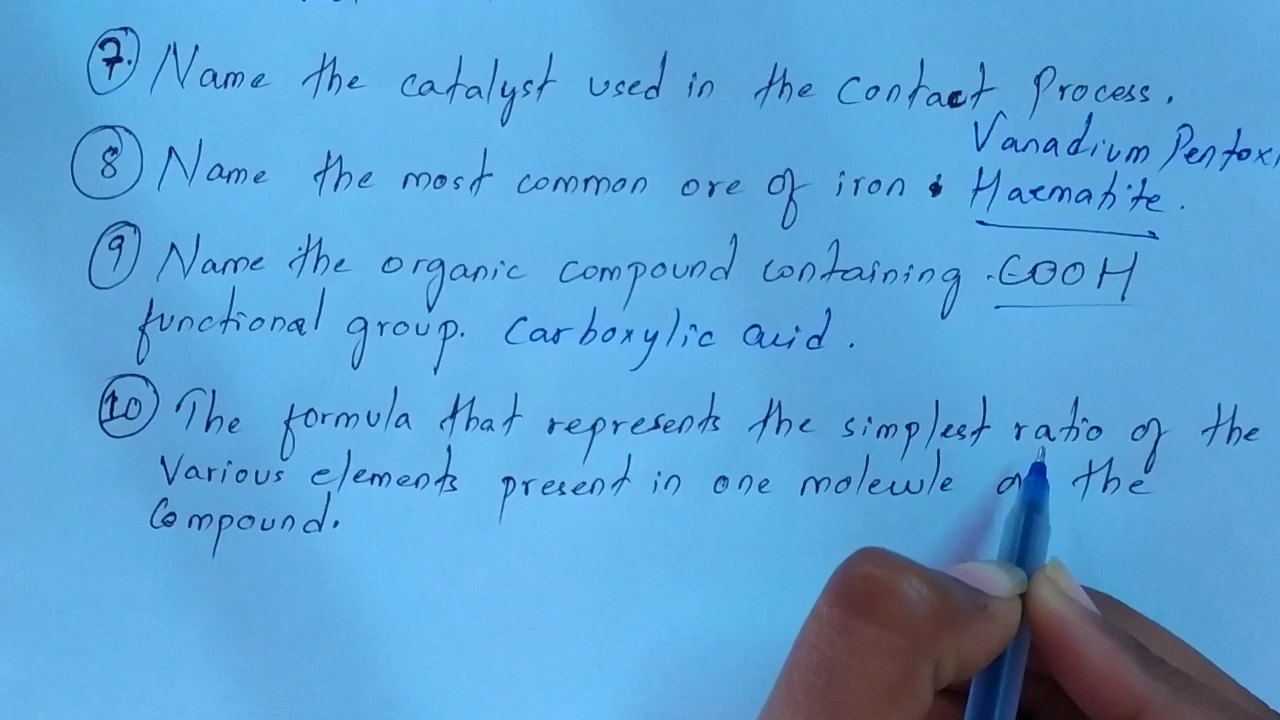 7. Name the catalyst used in the contact Process.
Vanadium Pentoxi
8 Name the most common ore of iron. Haematite.
9 Name the organic compound containing -COOH
functional group. Carboxylic acid.
10 The formula that represents the simplest ratio of the
Various elements present in one molecule of the
Compound.